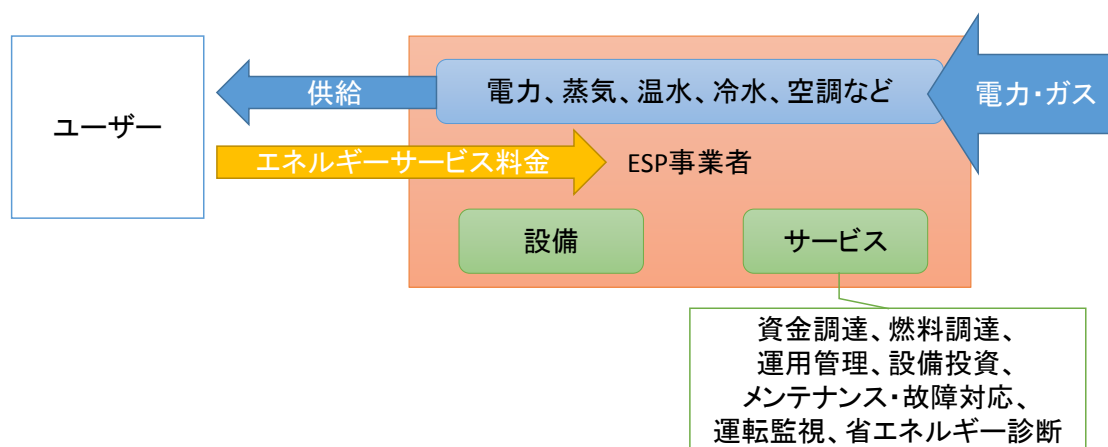 ユーザー
供給
電力、蒸気、温水、冷水、空調など
電力・ガス
エネルギーサービス料金
ESP事業者
設備
サービス
資金調達、燃料調達、
運用管理、設備投資、
メンテナンス・故障対応、
運転監視、省エネルギー診断